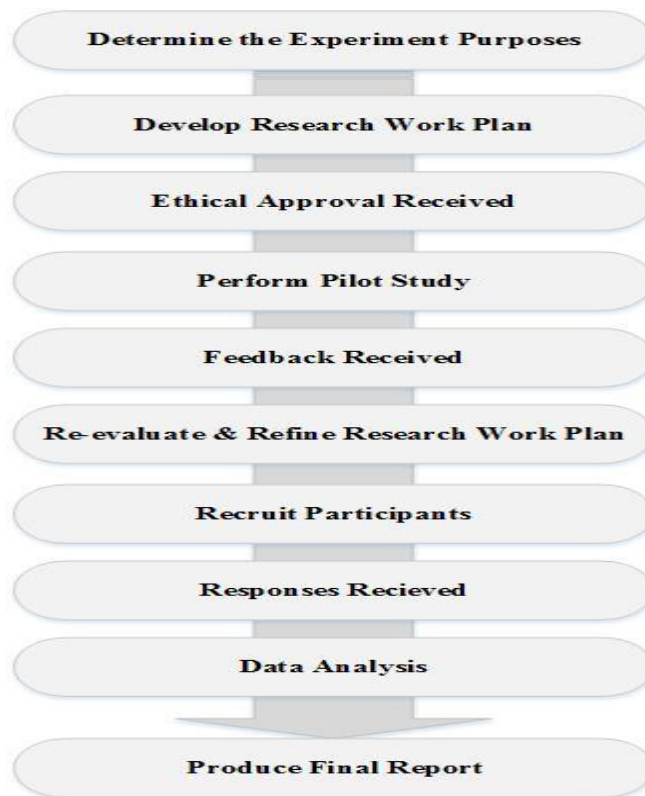 Determine the Experiment Purposes
Develop Research Work Plan
Ethical Approval Received
Perform Pilot Study
Feedback Received
Re-evaluate & Refine Research Work Plan
Recruit Participants
Responses Recieved
Data Analysis
Produce Final Report